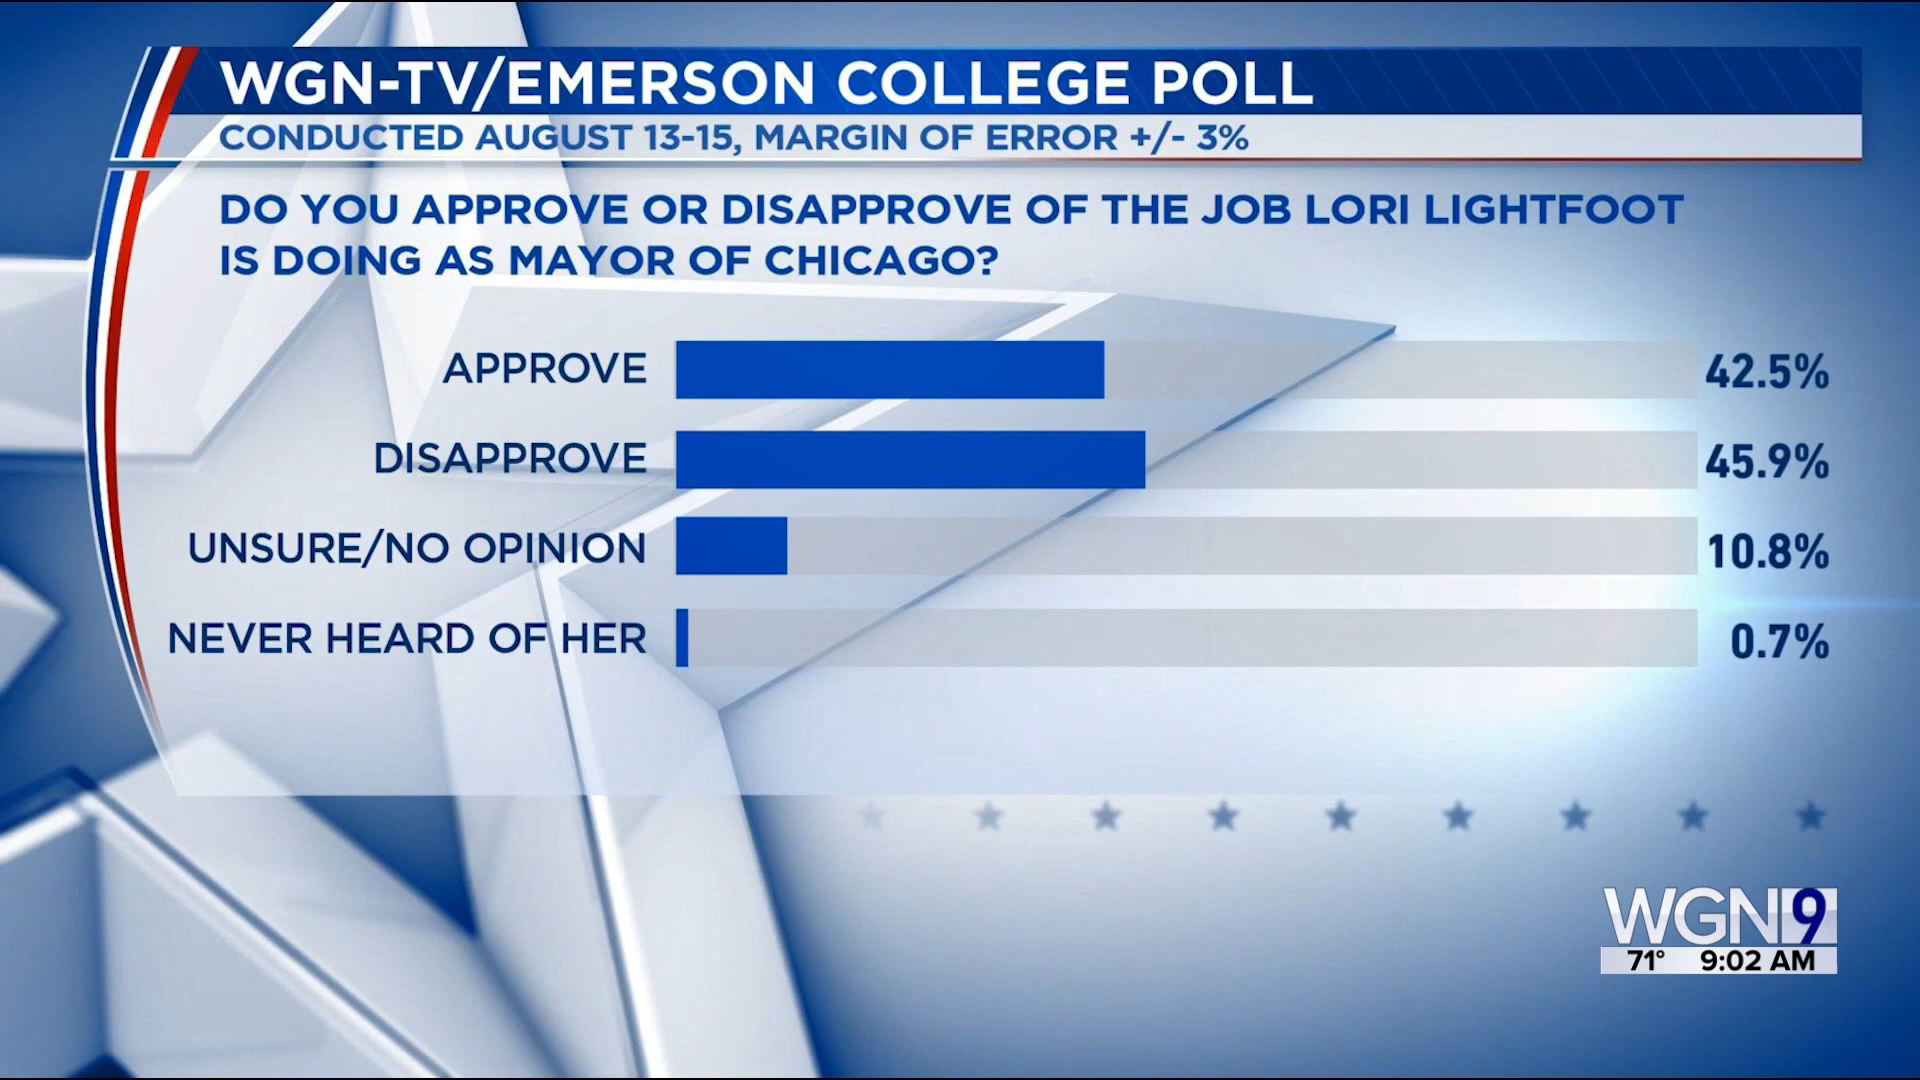 WGN-TV/EMERSON COLLEGE POLL
CONDUCTED AUGUST 13-15, MARGIN OF ERROR +/- 3%
DO YOU APPROVE OR DISAPPROVE OF THE JOB LORI LIGHTFOOT
IS DOING AS MAYOR OF CHICAGO?
APPROVE 42.5%
DISAPPROVE 45.9%
UNSURE/NO OPINION 10.8%
NEVER HEARD OF HER 0.7%
WGN9
71° 9:02 AM